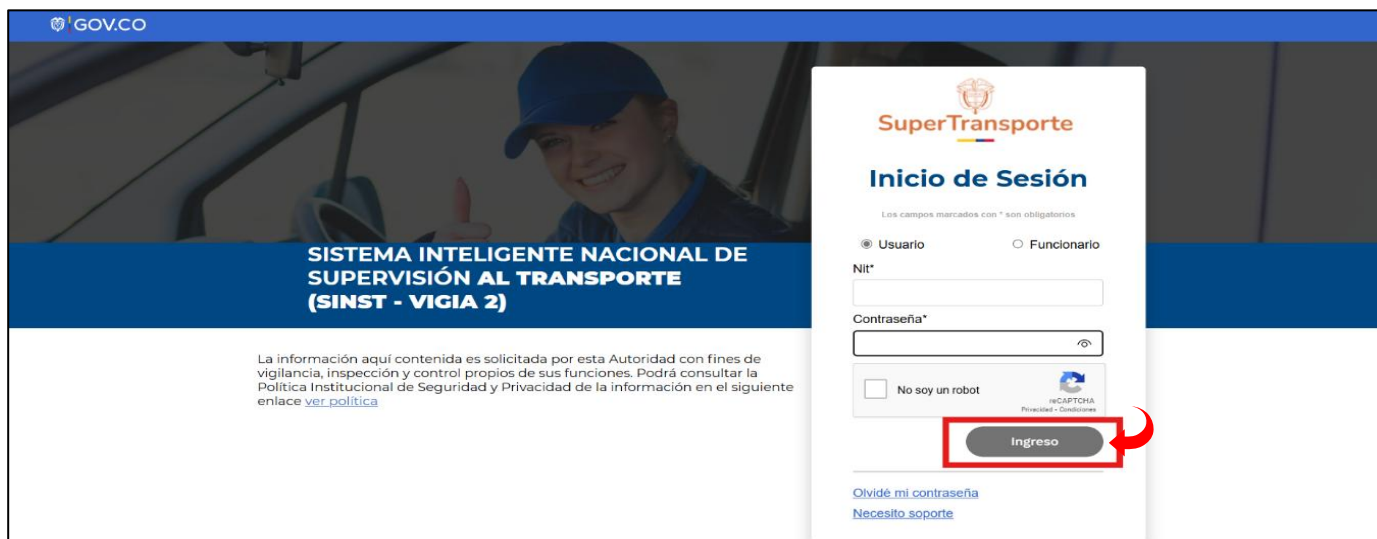 GOV.CO
SuperTransporte
Inicio de Sesión
Los campos marcados con * son obligatorios
Usuario
Funcionario
Nit*
Contraseña*
No soy un robot
reCAPTCHA
Privacidad - Condiciones
Ingreso
Olvidé mi contraseña
Necesito soporte
SISTEMA INTELIGENTE NACIONAL DE
SUPERVISIÓN AL TRANSPORTE
(SINST - VIGIA 2)
La información aquí contenida es solicitada por esta Autoridad con fines de
vigilancia, inspección y control propios de sus funciones. Podrá consultar la
Política Institucional de Seguridad y Privacidad de la información en el siguiente
enlace ver política